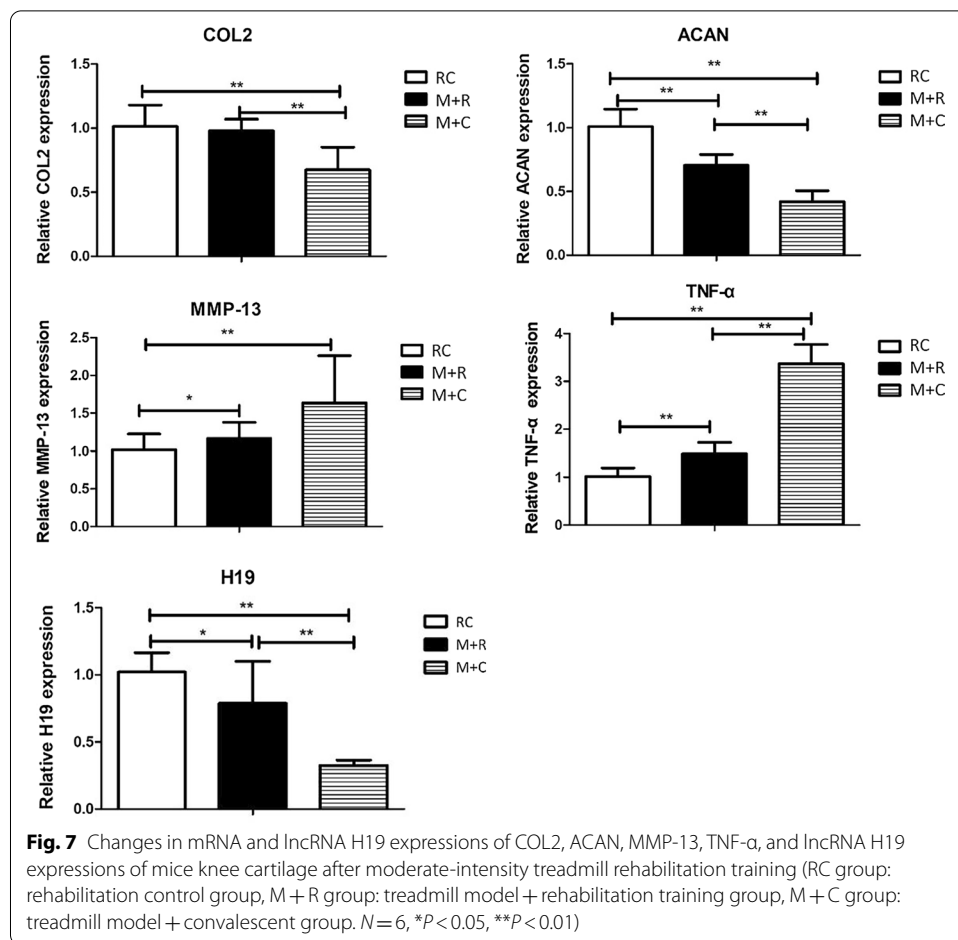 COL2
Relative COL2 expression
1.5
1.0
0.5
0.0
**
**
RC
M+R
M+C
ACAN
Relative ACAN expression
1.5
1.0
0.5
0.0
**
**
**
RC
M+R
M+C
MMP-13
Relative MMP-13 expression
2.5
2.0
1.5
1.0
0.5
0.0
**
*
RC
M+R
M+C
TNF-α
Relative TNF-α expression
4
3
2
1
0
**
**
**
RC
M+R
M+C
H19
Relative H19 expression
1.5
1.0
0.5
0.0
**
*
**
RC
M+R
M+C
Fig. 7 Changes in mRNA and lncRNA H19 expressions of COL2, ACAN, MMP-13, TNF-α, and lncRNA H19
expressions of mice knee cartilage after moderate-intensity treadmill rehabilitation training (RC group:
rehabilitation control group, M + R group: treadmill model + rehabilitation training group, M + C group:
treadmill model + convalescent group. N = 6, *P < 0.05, **P < 0.01)